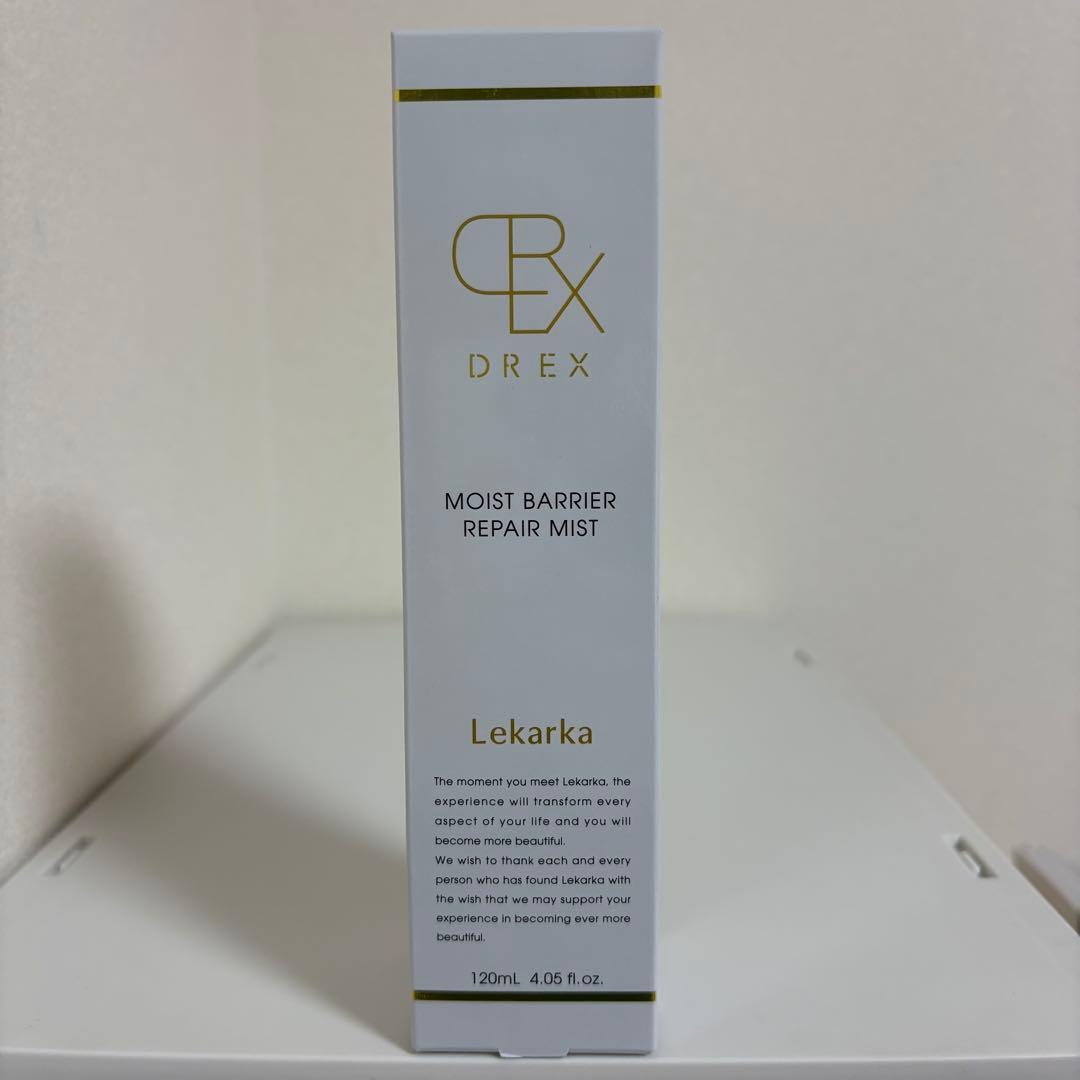 DREX
DREX
MOIST BARRIER
REPAIR MIST
Lekarka
The moment you meet Lekarka, the
experience will transform every
aspect of your life and you will
become more beautiful.
We wish to thank each and every
person who has found Lekarka with
the wish that we may support your
experience in becoming ever more
beautiful.
120mL 4.05 fl.oz.